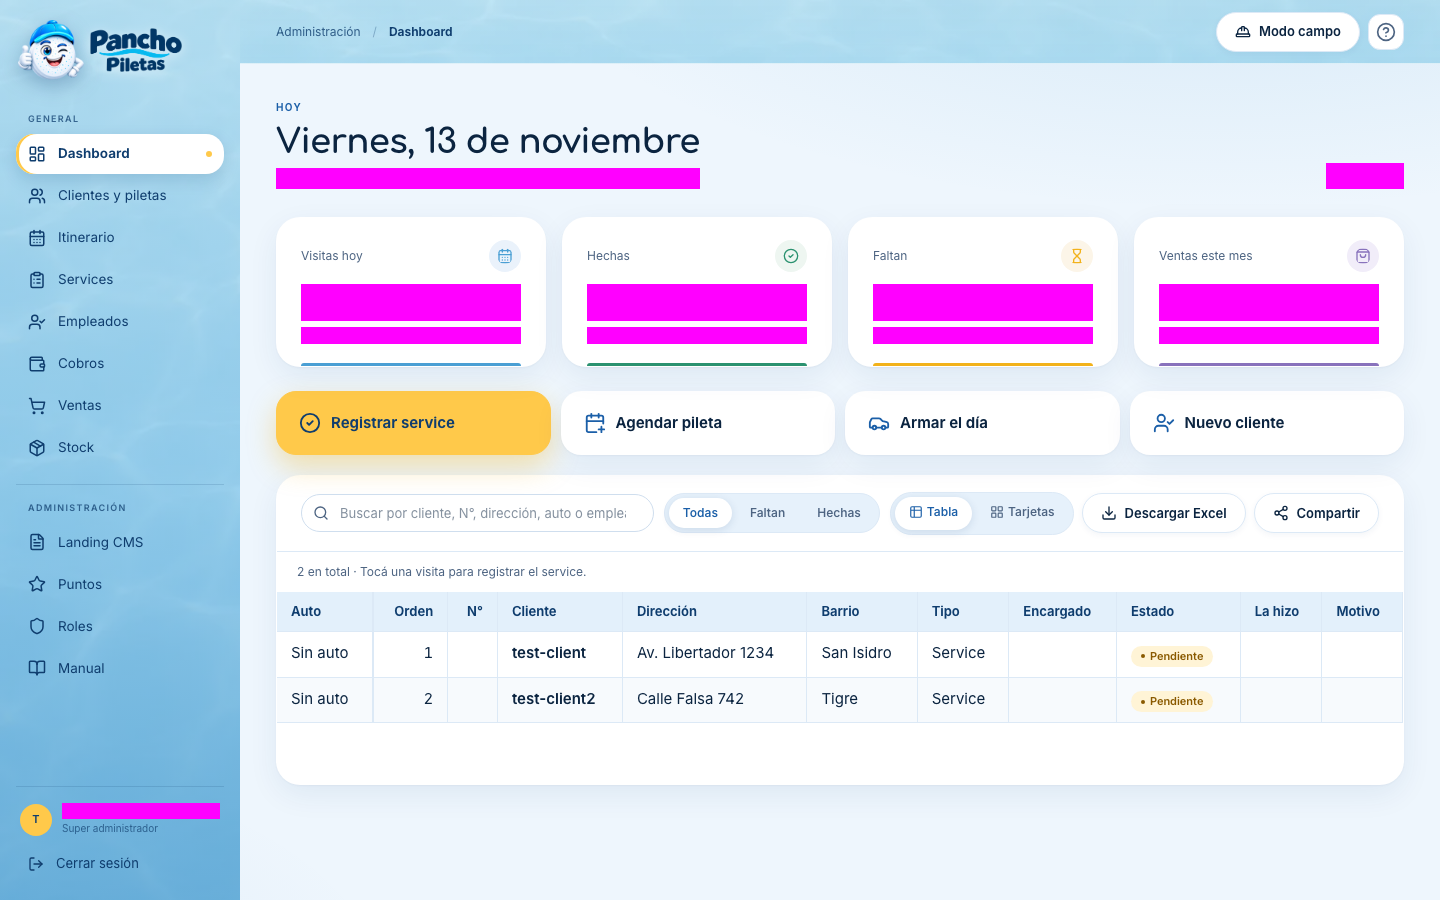 Pancho
Piletas
Administración / Dashboard
Modo campo
GENERAL
Dashboard
Clientes y piletas
Itinerario
Services
Empleados
Cobros
Ventas
Stock
ADMINISTRACIÓN
Landing CMS
Puntos
Roles
Manual
T
Super administrador
Cerrar sesión
HOY
Viernes, 13 de noviembre
Visitas hoy
Hechas
Faltan
Ventas este mes
Registrar service
Agendar pileta
Armar el día
Nuevo cliente
Buscar por cliente, N°, dirección, auto o emplea
Todas Faltan Hechas
Tabla Tarjetas
Descargar Excel
Compartir
2 en total · Tocá una visita para registrar el service.
Auto Orden N° Cliente Dirección Barrio Tipo Encargado Estado La hizo Motivo
Sin auto 1 test-client Av. Libertador 1234 San Isidro Service Pendiente
Sin auto 2 test-client2 Calle Falsa 742 Tigre Service Pendiente